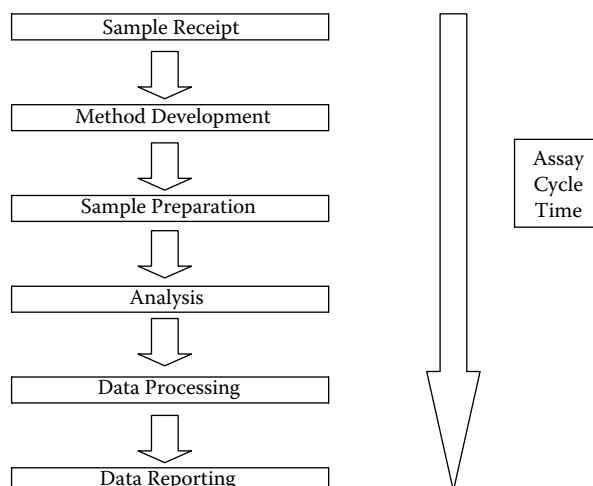 Sample Receipt
Method Development
Sample Preparation
Analysis
Data Processing
Data Reporting
Assay
Cycle
Time